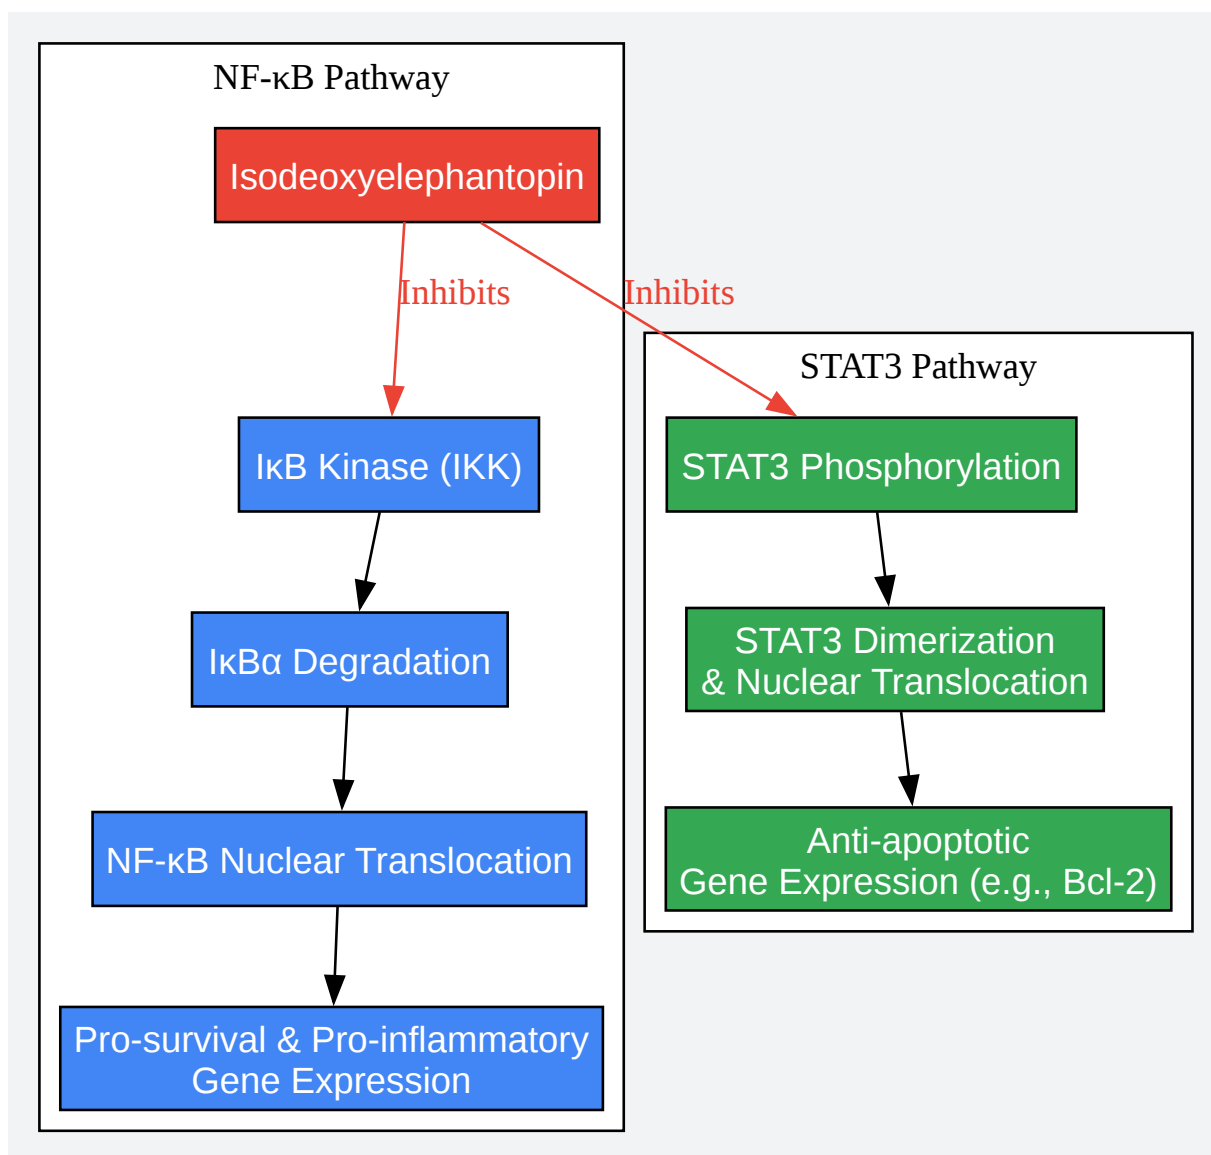 NF-κB Pathway
Isodeoxyelephantopin
Inhibits
Inhibits
STAT3 Pathway
IκB Kinase (IKK)
STAT3 Phosphorylation
IκBα Degradation
STAT3 Dimerization
& Nuclear Translocation
NF-κB Nuclear Translocation
Anti-apoptotic
Gene Expression (e.g., Bcl-2)
Pro-survival & Pro-inflammatory
Gene Expression